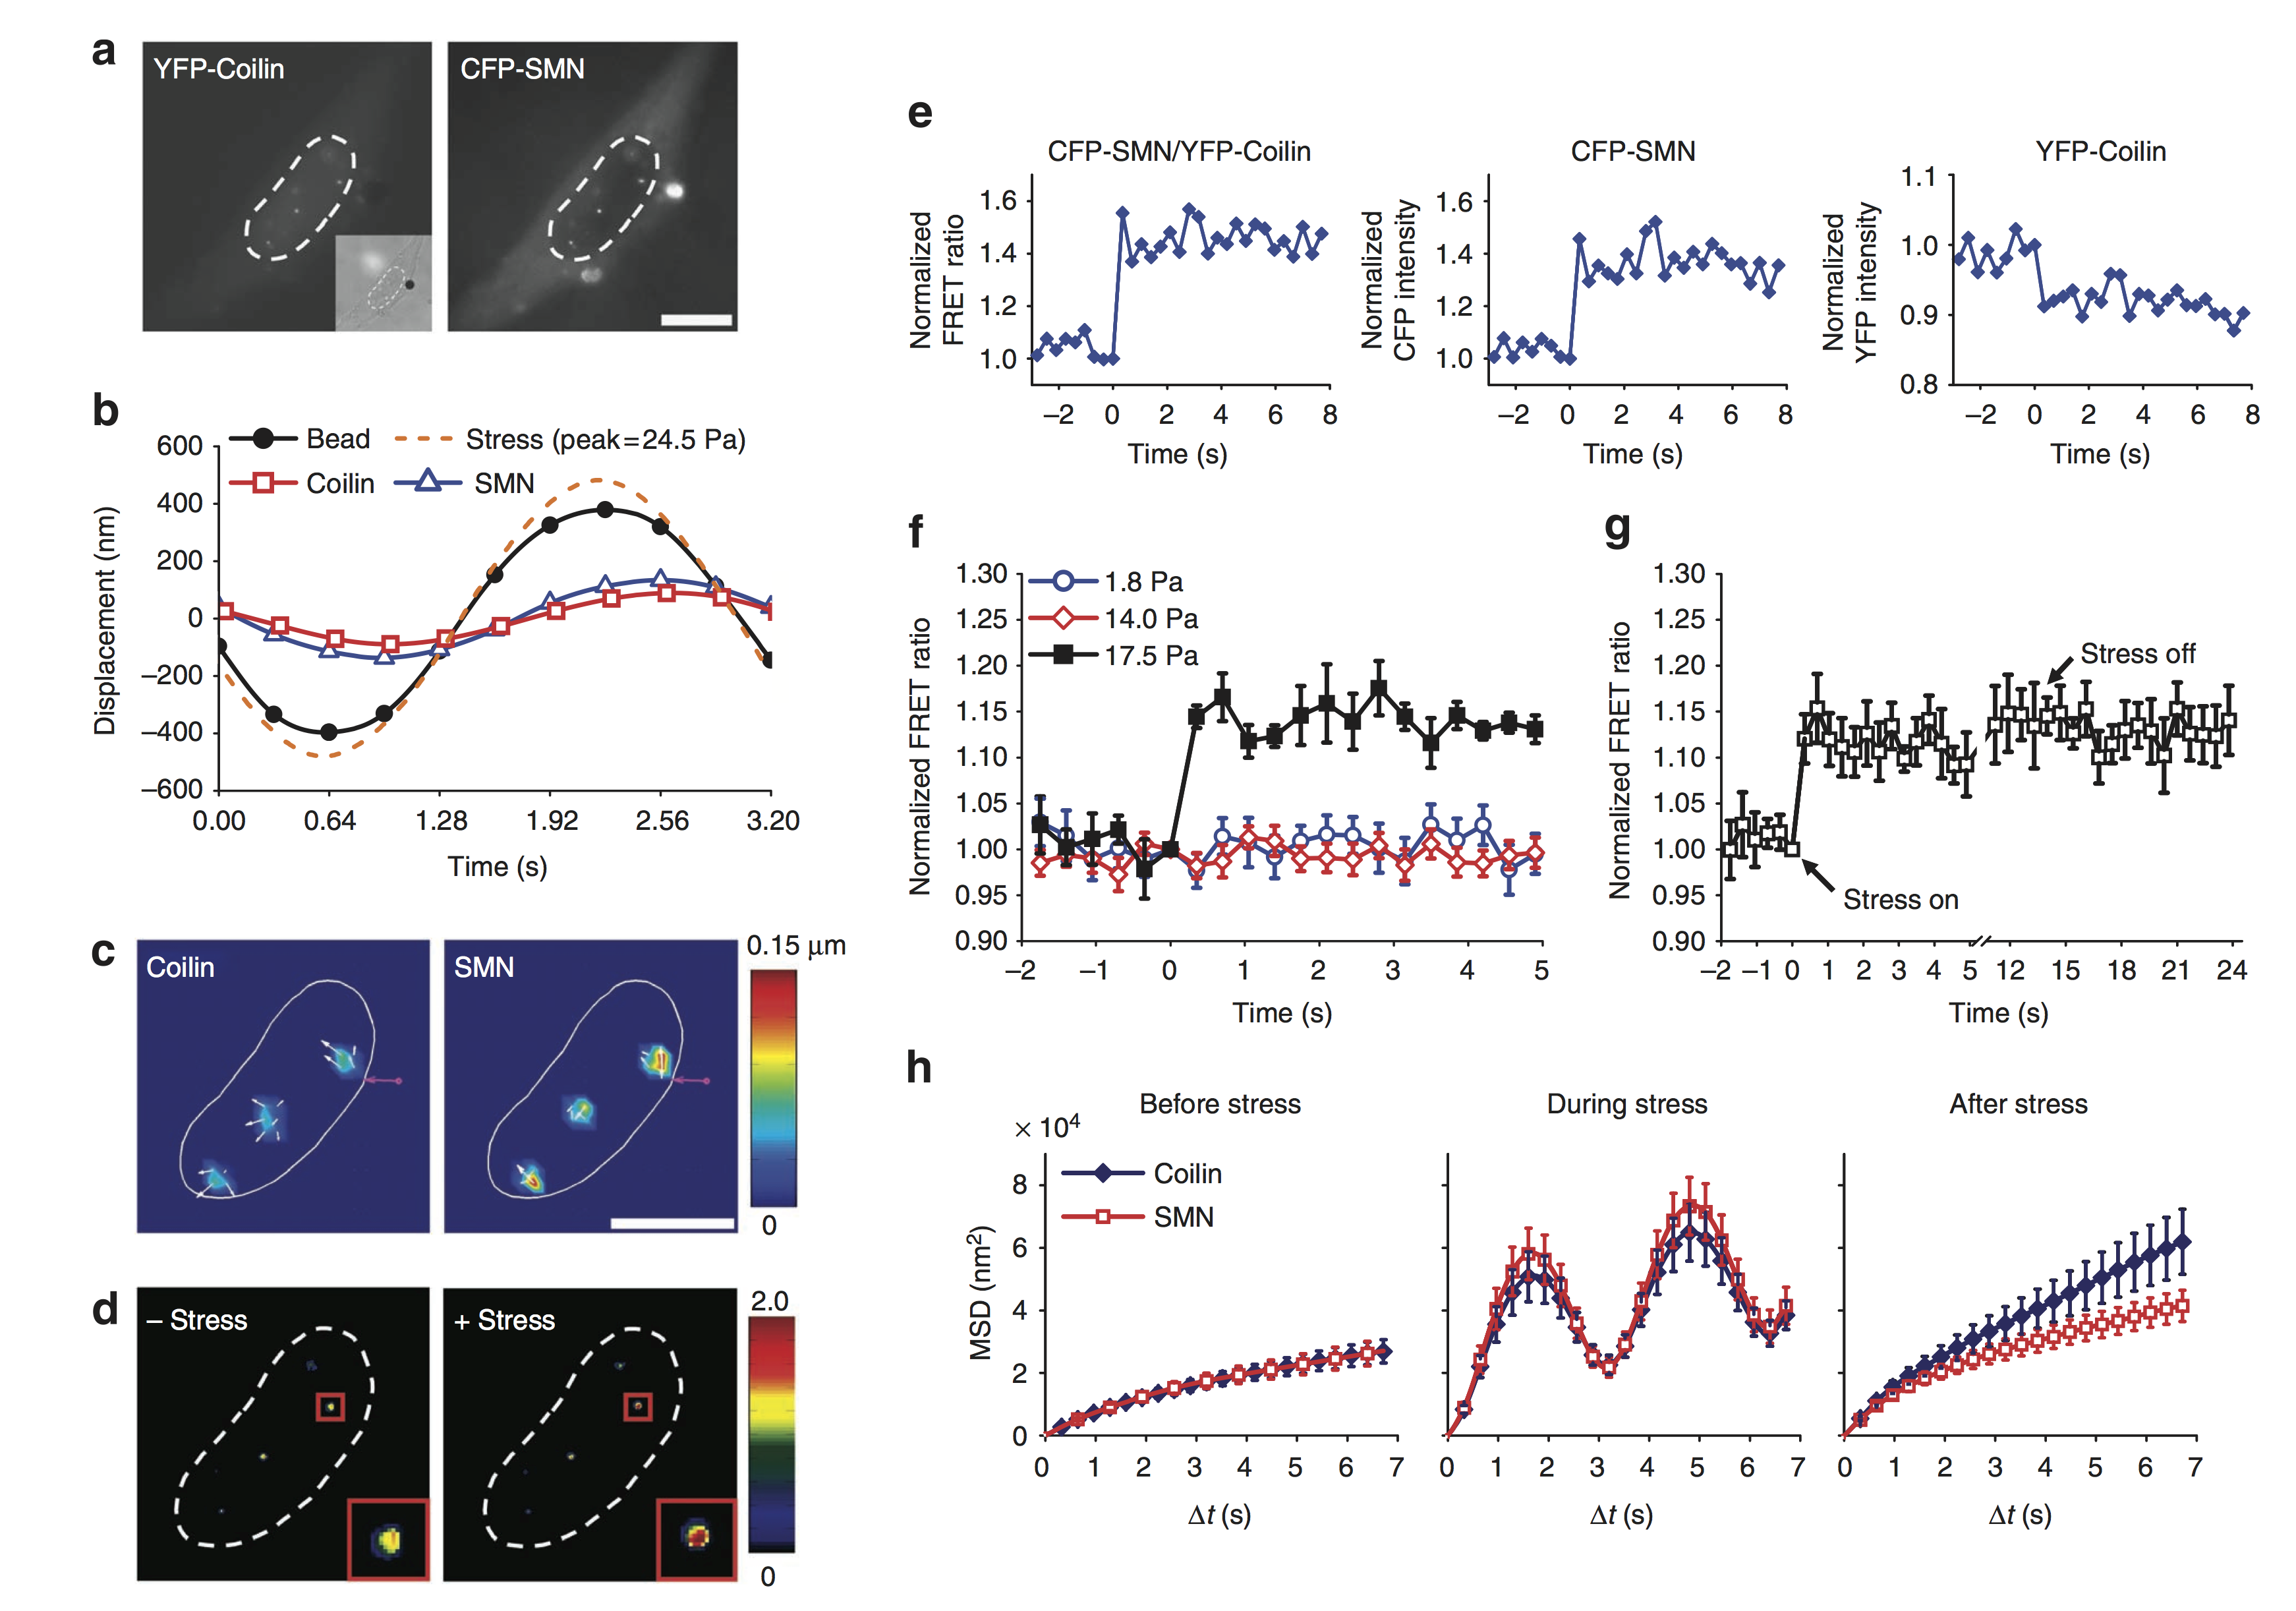 a
YFP-Coilin
CFP-SMN
b
Bead
Stress (peak=24.5 Pa)
Coilin
SMN
600
400
200
0
–200
–400
–600
Displacement (nm)
0.00 0.64 1.28 1.92 2.56 3.20
Time (s)
c
Coilin
SMN
0.15 μm
0
d
– Stress
+ Stress
2.0
0
e
CFP-SMN/YFP-Coilin
Normalized
FRET ratio
1.6
1.4
1.2
1.0
–2 0 2 4 6 8
Time (s)
CFP-SMN
Normalized
CFP intensity
1.6
1.4
1.2
1.0
–2 0 2 4 6 8
Time (s)
YFP-Coilin
Normalized
YFP intensity
1.1
1.0
0.9
0.8
–2 0 2 4 6 8
Time (s)
f
1.8 Pa
14.0 Pa
17.5 Pa
Normalized FRET ratio
1.30
1.25
1.20
1.15
1.10
1.05
1.00
0.95
0.90
–2 –1 0 1 2 3 4 5
Time (s)
g
Normalized FRET ratio
1.30
1.25
1.20
1.15
1.10
1.05
1.00
0.95
0.90
Stress off
Stress on
–2 –1 0 1 2 3 4 5 12 15 18 21 24
Time (s)
h
Before stress
During stress
After stress
× 10⁴
Coilin
SMN
MSD (nm²)
8
6
4
2
0
0 1 2 3 4 5 6 7
Δt (s)
0 1 2 3 4 5 6 7
Δt (s)
0 1 2 3 4 5 6 7
Δt (s)